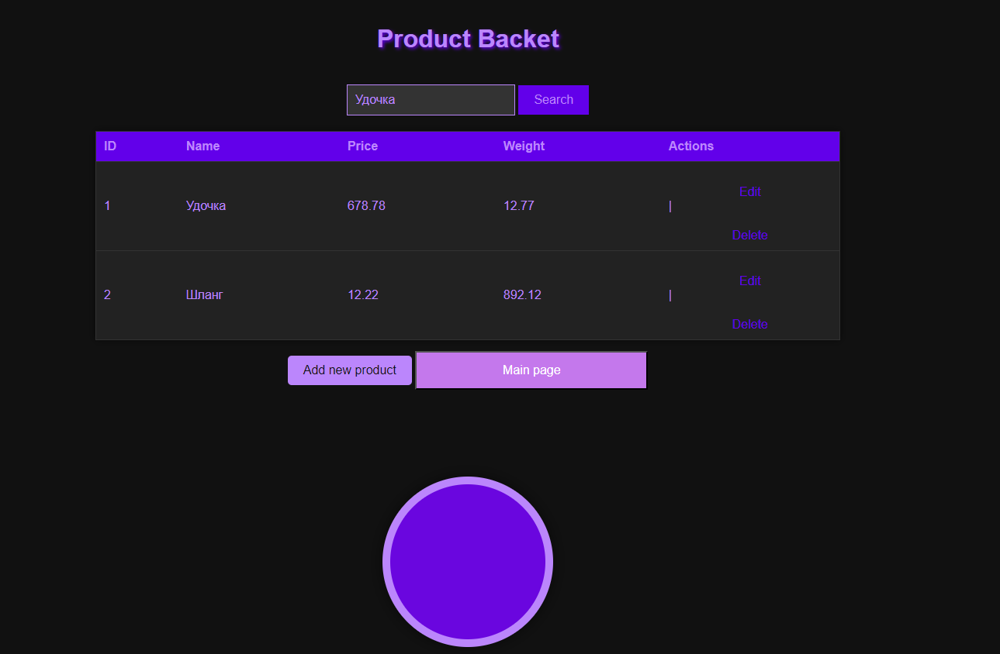 Product Backet
Удочка Search
ID Name Price Weight Actions
Edit
1 Удочка 678.78 12.77 |
Delete
Edit
2 Шланг 12.22 892.12 |
Delete
Add new product Main page